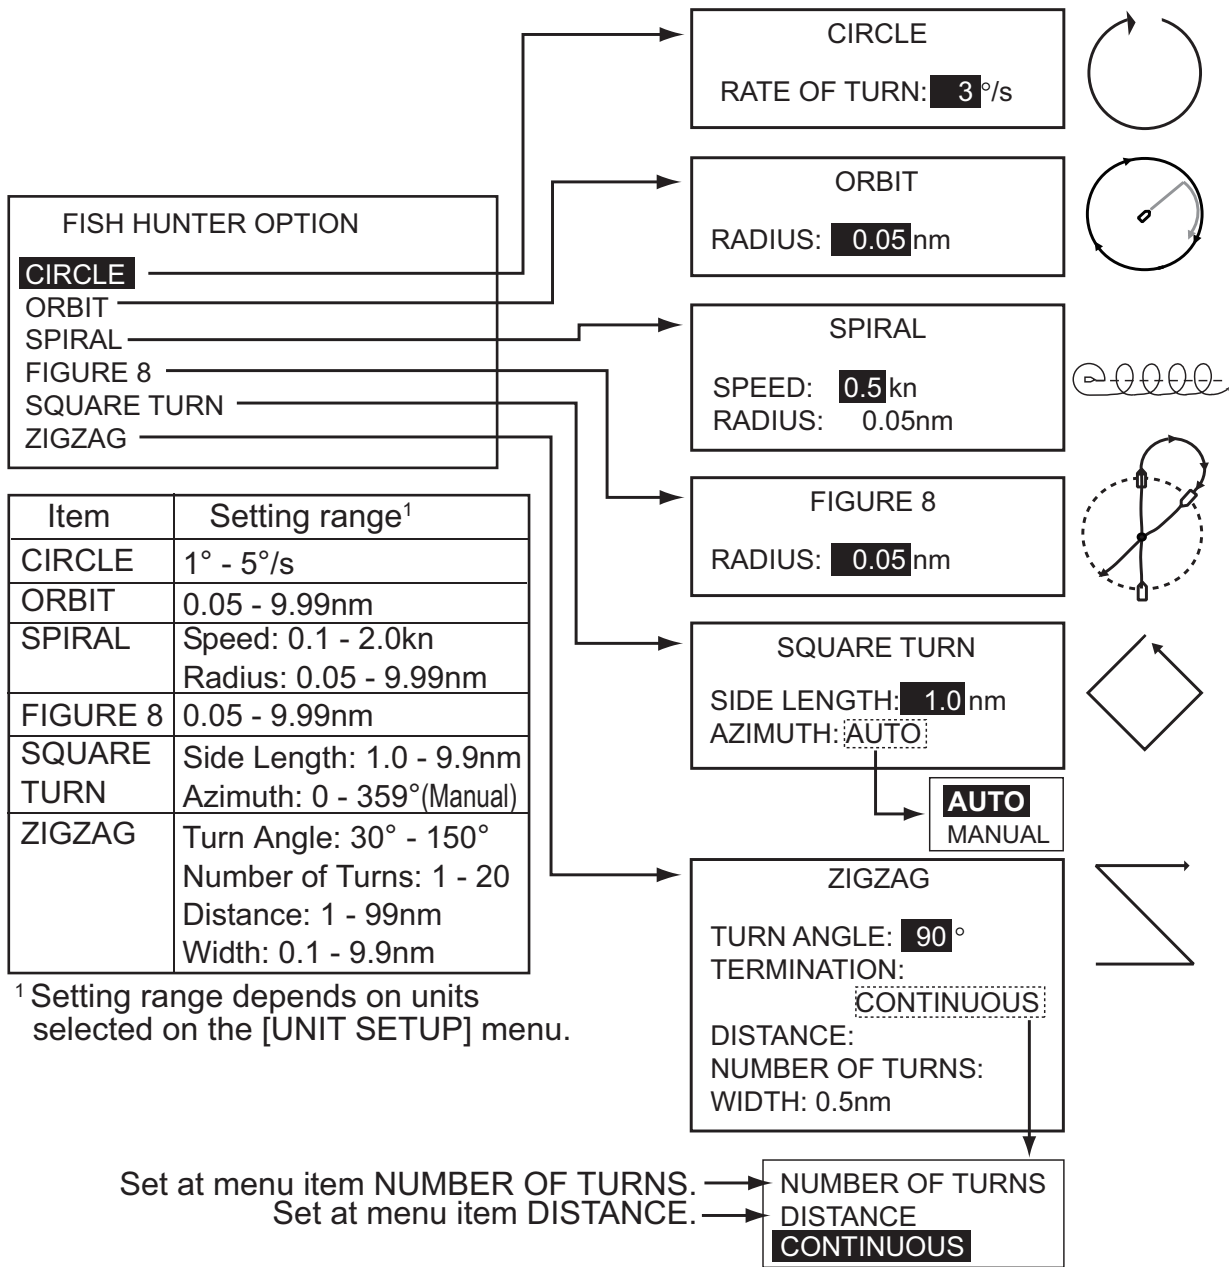 FISH HUNTER OPTION
CIRCLE
ORBIT
SPIRAL
FIGURE 8
SQUARE TURN
ZIGZAG
Item Setting range¹
CIRCLE 1° - 5°/s
ORBIT 0.05 - 9.99nm
SPIRAL Speed: 0.1 - 2.0kn
Radius: 0.05 - 9.99nm
FIGURE 8 0.05 - 9.99nm
SQUARE Side Length: 1.0 - 9.9nm
TURN Azimuth: 0 - 359°(Manual)
ZIGZAG Turn Angle: 30° - 150°
Number of Turns: 1 - 20
Distance: 1 - 99nm
Width: 0.1 - 9.9nm
¹ Setting range depends on units
selected on the [UNIT SETUP] menu.
CIRCLE
RATE OF TURN: 3 °/s
ORBIT
RADIUS: 0.05 nm
SPIRAL
SPEED: 0.5 kn
RADIUS: 0.05nm
FIGURE 8
RADIUS: 0.05 nm
SQUARE TURN
SIDE LENGTH: 1.0 nm
AZIMUTH: AUTO
AUTO
MANUAL
ZIGZAG
TURN ANGLE: 90 °
TERMINATION:
CONTINUOUS
DISTANCE:
NUMBER OF TURNS:
WIDTH: 0.5nm
Set at menu item NUMBER OF TURNS.
Set at menu item DISTANCE.
NUMBER OF TURNS
DISTANCE
CONTINUOUS